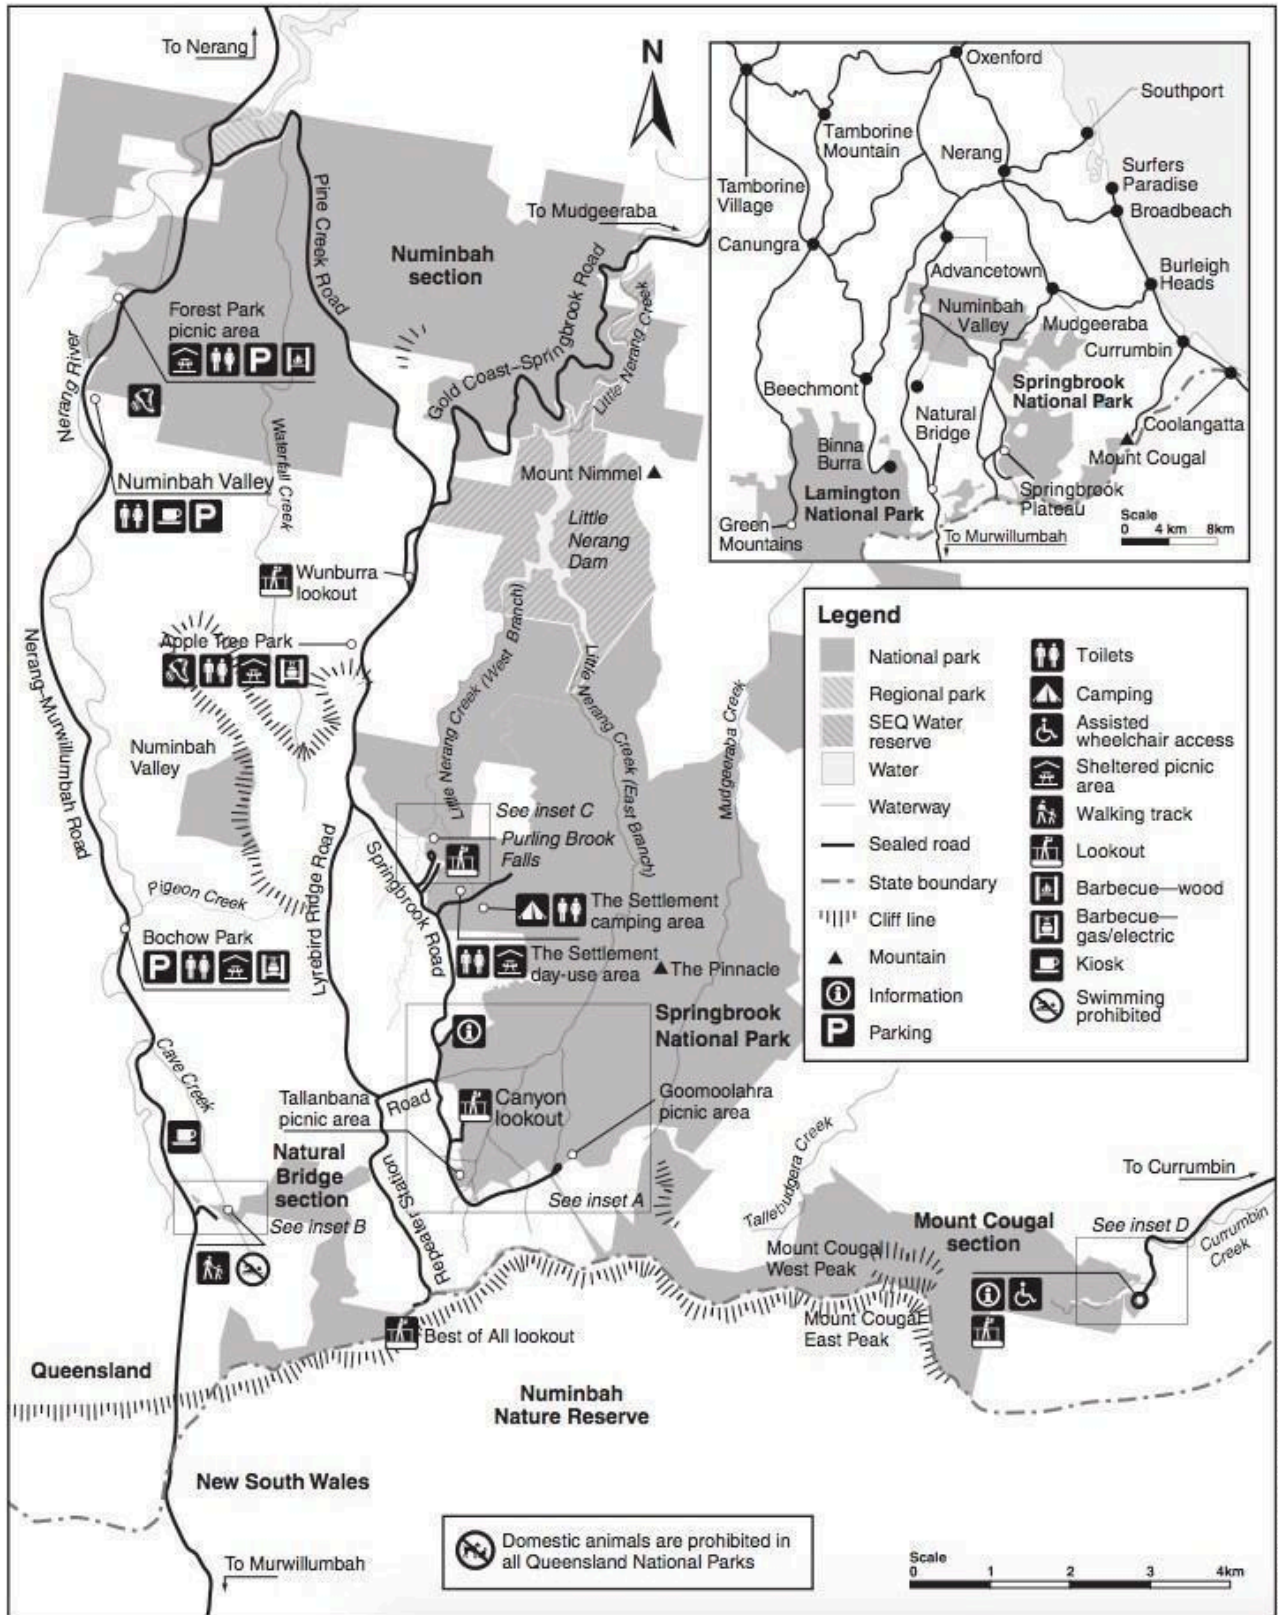 To Nerang
N
Oxenford
Southport
Tamborine
Mountain
Nerang
Surfers
Paradise
Tamborine
Village
Broadbeach
To Mudgeeraba
Canungra
Advancetown
Burleigh
Heads
Numinbah
Valley
Mudgeeraba
Currumbin
Beechmont
Springbrook
National Park
Natural
Bridge
Coolangatta
Binna
Burra
Mount Cougal
Lamington
National Park
Springbrook
Plateau
Green
Mountains
Scale
0 4 km 8km
To Murwillumbah
Pine Creek Road
Numinbah
section
Gold Coast–Springbrook Road
Little Nerang Creek
Forest Park
picnic area
P
Nerang River
Waterfall Creek
Numinbah Valley
P
Mount Nimmel
Little
Nerang
Dam
Wunburra
lookout
Apple Tree Park
Little Nerang Creek (West Branch)
Little Nerang Creek (East Branch)
Mudgeeraba Creek
Nerang–Murwillumbah Road
Numinbah
Valley
See inset C
Purling Brook
Falls
Lyrebird Ridge Road
Springbrook Road
Pigeon Creek
The Settlement
camping area
Bochow Park
P
The Settlement
day-use area
The Pinnacle
Springbrook
National Park
Cave Creek
Tallanbana
picnic area
Road
Canyon
lookout
Goomoolahra
picnic area
Natural
Bridge
section
Repeater Station
See inset A
See inset B
Tallebudgera Creek
To Currumbin
Mount Cougal
section
See inset D
Currumbin
Creek
Mount Cougal
West Peak
Mount Cougal
East Peak
Best of All lookout
Queensland
Numinbah
Nature Reserve
New South Wales
To Murwillumbah
Legend
National park
Regional park
SEQ Water
reserve
Water
Waterway
Sealed road
State boundary
Cliff line
Mountain
Information
P Parking
Toilets
Camping
Assisted
wheelchair access
Sheltered picnic
area
Walking track
Lookout
Barbecue—wood
Barbecue—
gas/electric
Kiosk
Swimming
prohibited
Domestic animals are prohibited in
all Queensland National Parks
Scale
0 1 2 3 4km